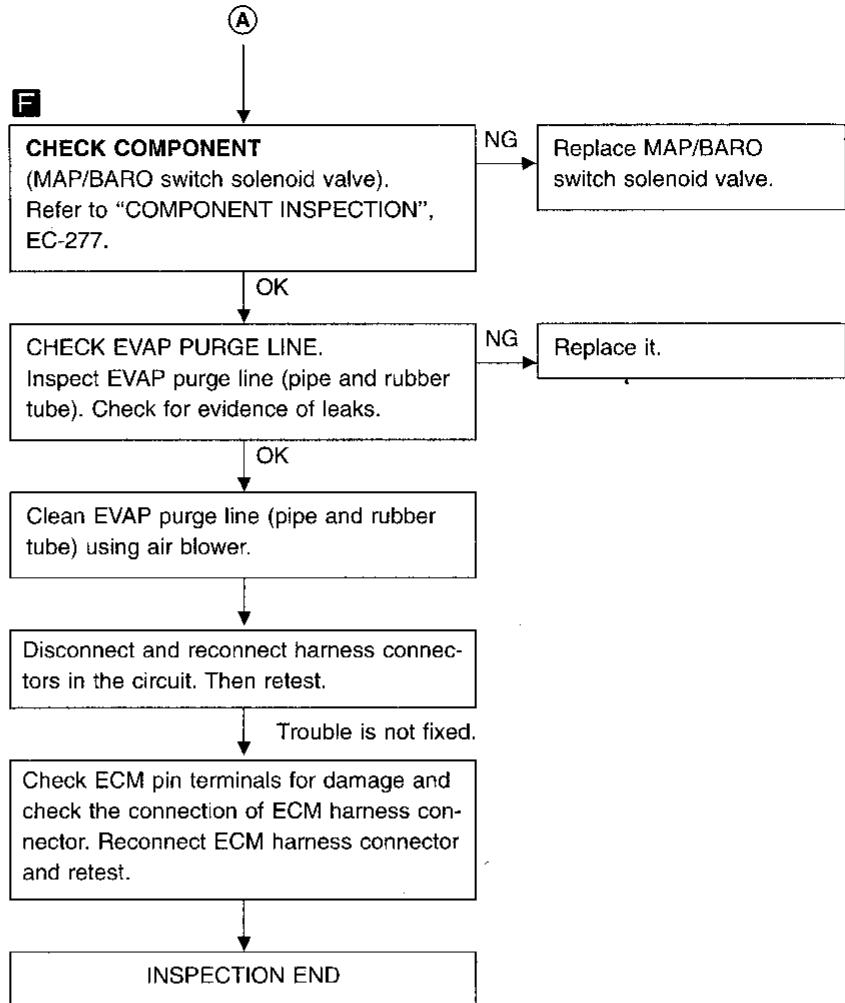 A
F
CHECK COMPONENT
(MAP/BARO switch solenoid valve).
Refer to “COMPONENT INSPECTION”,
EC-277.
NG
Replace MAP/BARO
switch solenoid valve.
OK
CHECK EVAP PURGE LINE.
Inspect EVAP purge line (pipe and rubber
tube). Check for evidence of leaks.
NG
Replace it.
OK
Clean EVAP purge line (pipe and rubber
tube) using air blower.
Disconnect and reconnect harness connec-
tors in the circuit. Then retest.
Trouble is not fixed.
Check ECM pin terminals for damage and
check the connection of ECM harness con-
nector. Reconnect ECM harness connector
and retest.
INSPECTION END